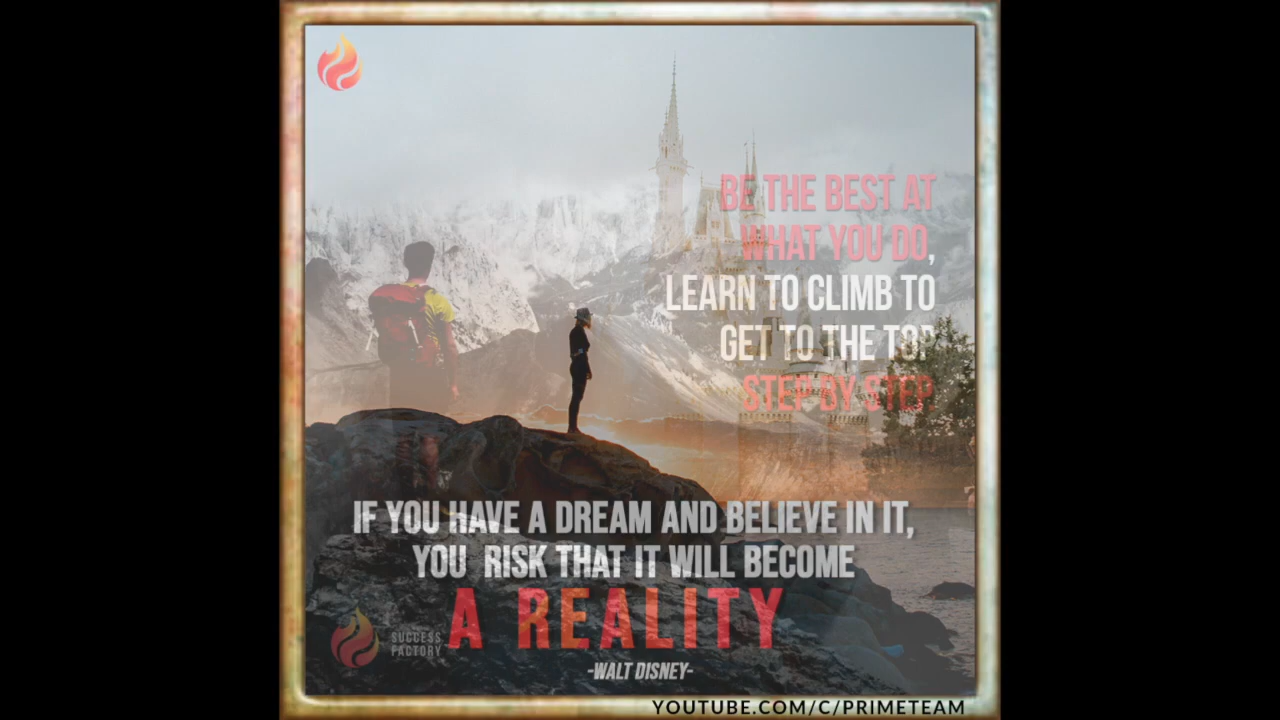 BE THE BEST AT
WHAT YOU DO,
LEARN TO CLIMB TO
GET TO THE TOP
STEP BY STEP.
IF YOU HAVE A DREAM AND BELIEVE IN IT,
YOU RISK THAT IT WILL BECOME
A REALITY
SUCCESS
FACTORY
-WALT DISNEY-
YOUTUBE.COM/C/PRIMETEAM